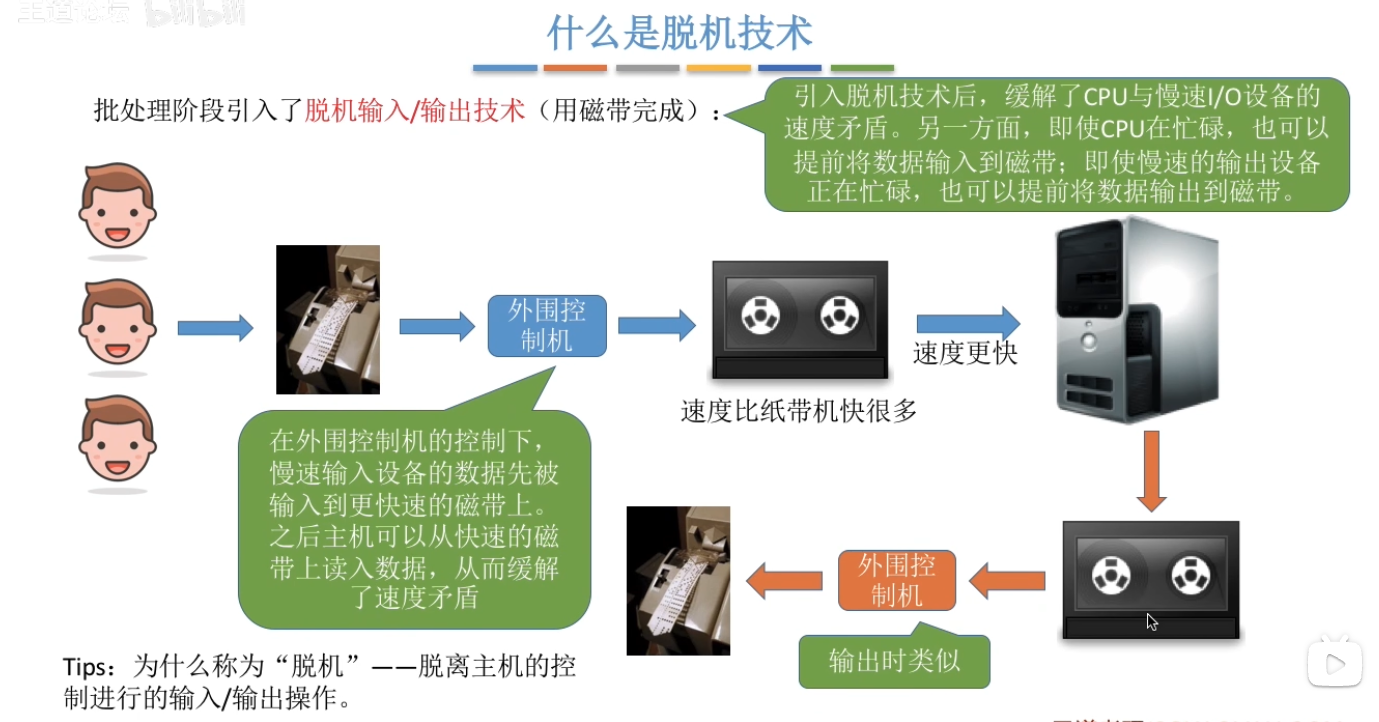 王道论坛 bilibili
什么是脱机技术
批处理阶段引入了脱机输入/输出技术（用磁带完成）：
引入脱机技术后，缓解了CPU与慢速I/O设备的
速度矛盾。另一方面，即使CPU在忙碌，也可以
提前将数据输入到磁带；即使慢速的输出设备
正在忙碌，也可以提前将数据输出到磁带。
外围控
制机
速度更快
速度比纸带机快很多
在外围控制机的控制下，
慢速输入设备的数据先被
输入到更快速的磁带上。
之后主机可以从快速的磁
带上读入数据，从而缓解
了速度矛盾
外围控
制机
输出时类似
Tips：为什么称为“脱机”——脱离主机的控
制进行的输入/输出操作。